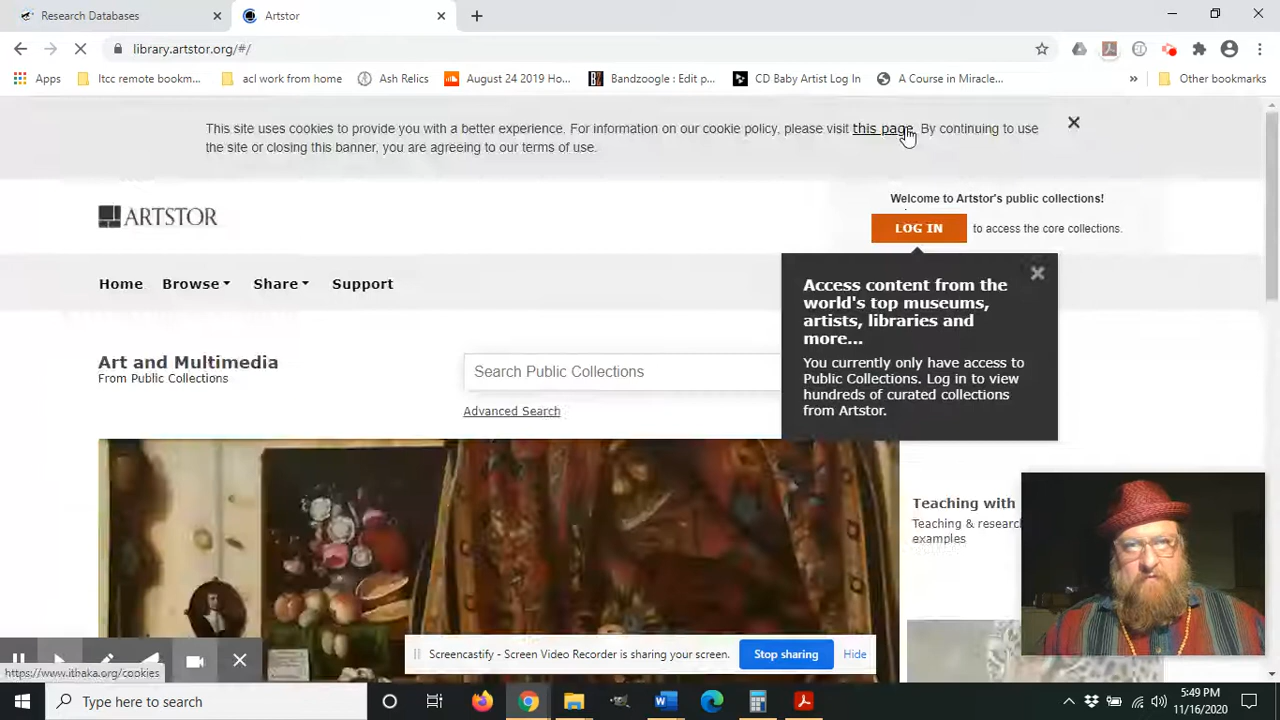 Research Databases
Artstor
library.artstor.org/#/
Apps
ltcc remote bookm...
acl work from home
Ash Relics
August 24 2019 Ho...
Bandzoogle : Edit p...
CD Baby Artist Log In
A Course in Miracle...
»
Other bookmarks
This site uses cookies to provide you with a better experience. For information on our cookie policy, please visit this page. By continuing to use
the site or closing this banner, you are agreeing to our terms of use.
ARTSTOR
Welcome to Artstor's public collections!
LOG IN to access the core collections.
Home Browse Share Support
Access content from the
world's top museums,
artists, libraries and
more...
You currently only have access to
Public Collections. Log in to view
hundreds of curated collections
from Artstor.
Art and Multimedia
From Public Collections
Search Public Collections
Advanced Search
Teaching with
Teaching & research
examples
Screencastify - Screen Video Recorder is sharing your screen.
Stop sharing
Hide
https://www.ithaka.org/cookies
Type here to search
5:49 PM
11/16/2020